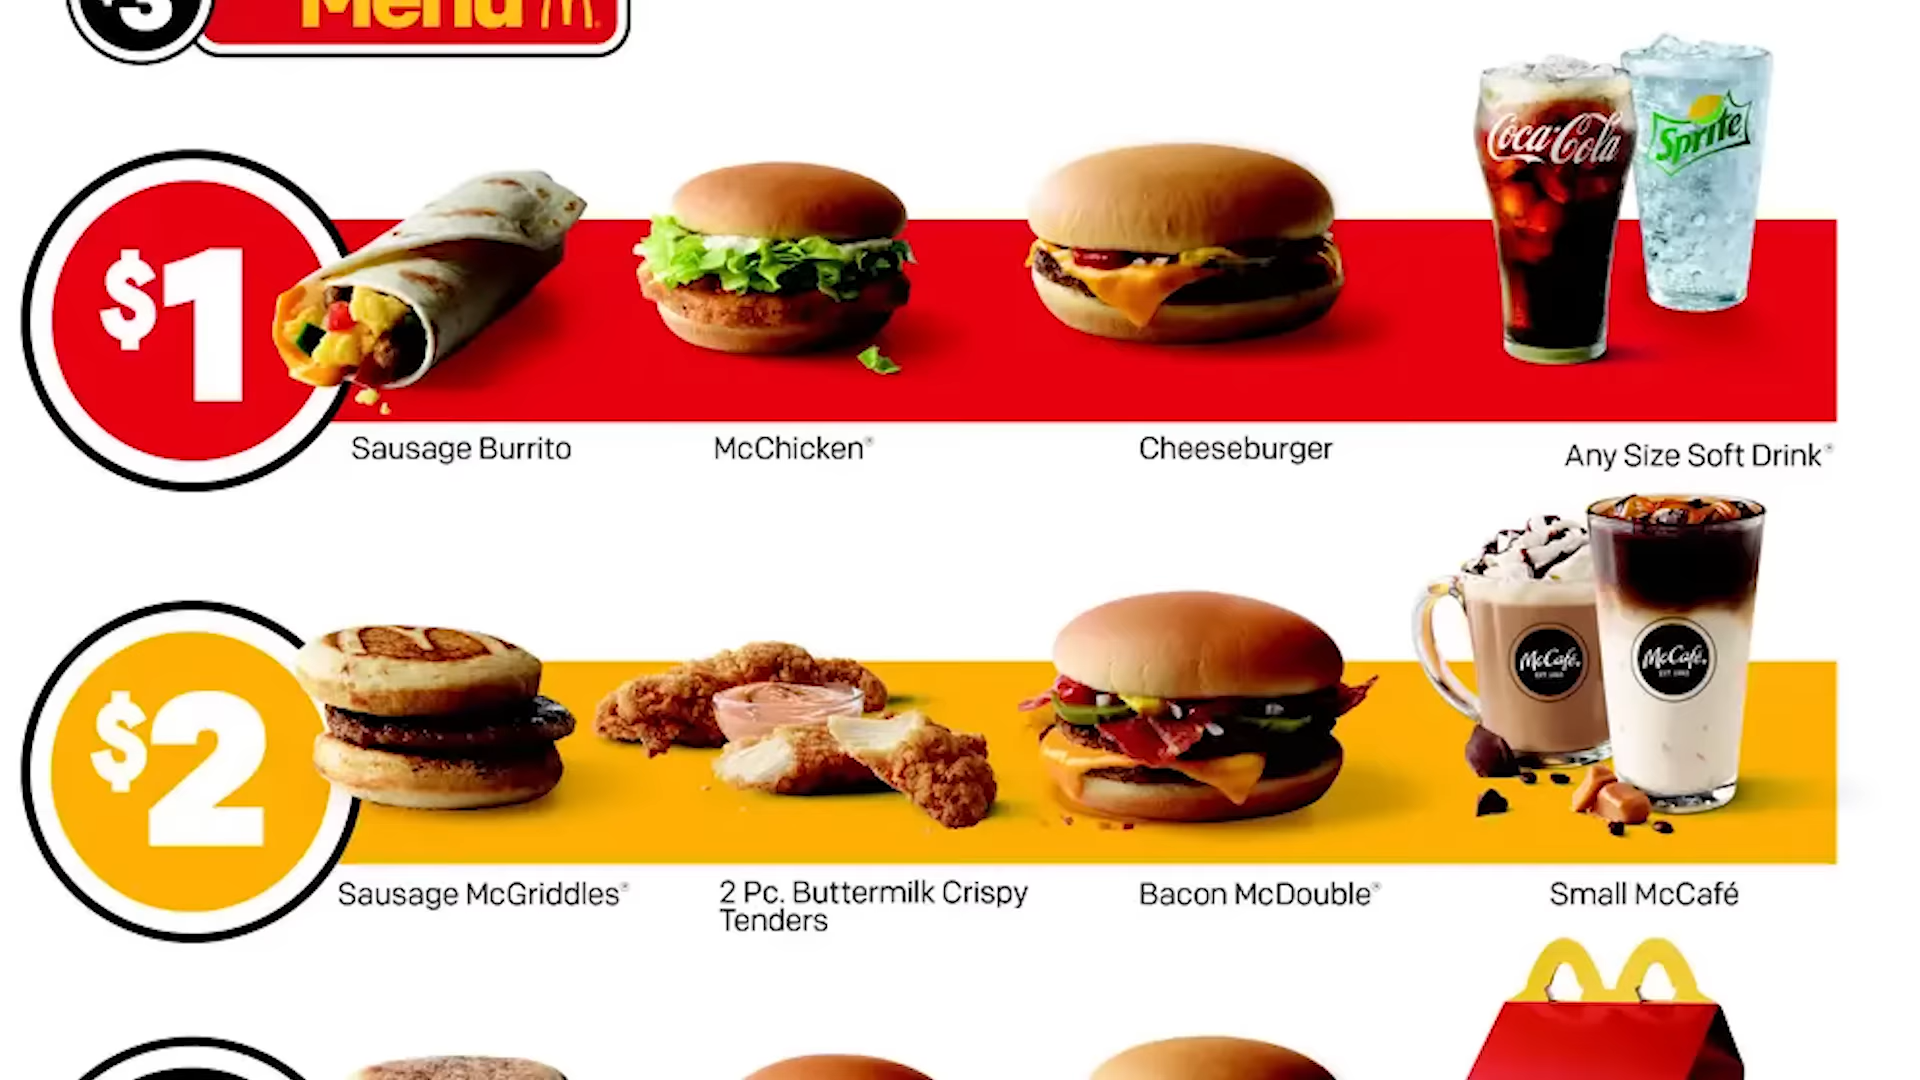 $3
Menu
$1
Coca-Cola
Sprite
Sausage Burrito
McChicken®
Cheeseburger
Any Size Soft Drink®
$2
McCafé
McCafé
Sausage McGriddles®
2 Pc. Buttermilk Crispy
Tenders
Bacon McDouble®
Small McCafé